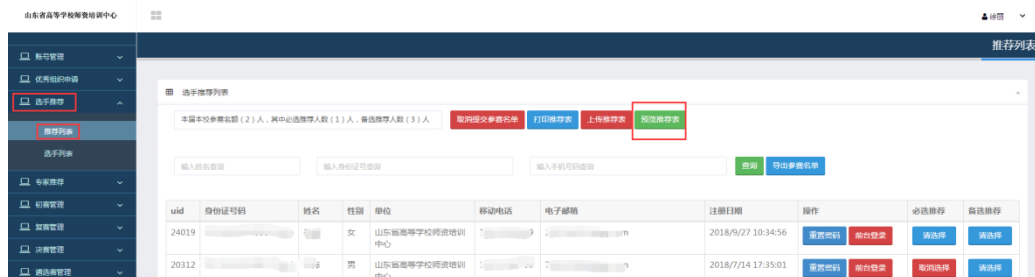 山东省高等学校师资培训中心
推荐列表
账号管理
优秀组织申请
选手推荐
推荐列表
选手列表
专家推荐
初赛管理
复赛管理
决赛管理
遴选赛管理
选手推荐列表
本届本校参赛名额（2）人，其中必选推荐人数（1）人，备选推荐人数（3）人 取消提交参赛名单 打印推荐表 上传推荐表 预览推荐表
输入姓名查询 输入身份证号查询 输入手机号码查询 查询 导出参赛名单
uid 身份证号码 姓名 性别 单位 移动电话 电子邮箱 注册日期 操作 必选推荐 备选推荐
24019 女 山东省高等学校师资培训中心 9 2 m 2018/9/27 10:34:56 重置密码 前台登录 请选择 请选择
20312 男 山东省高等学校师资培训中心 2018/7/14 17:35:01 重置密码 前台登录 取消选择 请选择